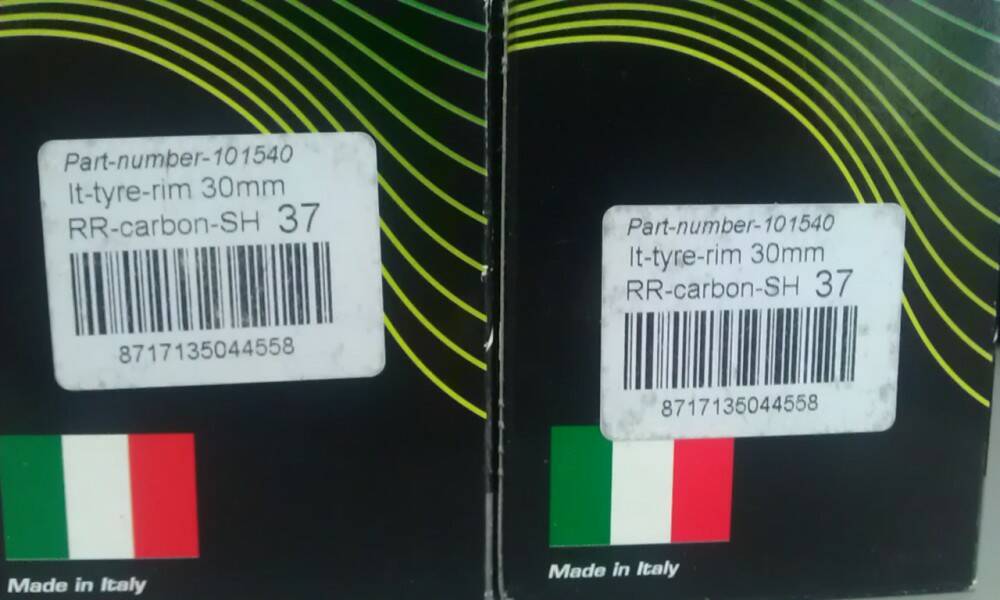 Part-number-101540
It-tyre-rim 30mm
RR-carbon-SH 37
8717135044558
Made in Italy
Part-number-101540
It-tyre-rim 30mm
RR-carbon-SH 37
8717135044558
Made in Italy